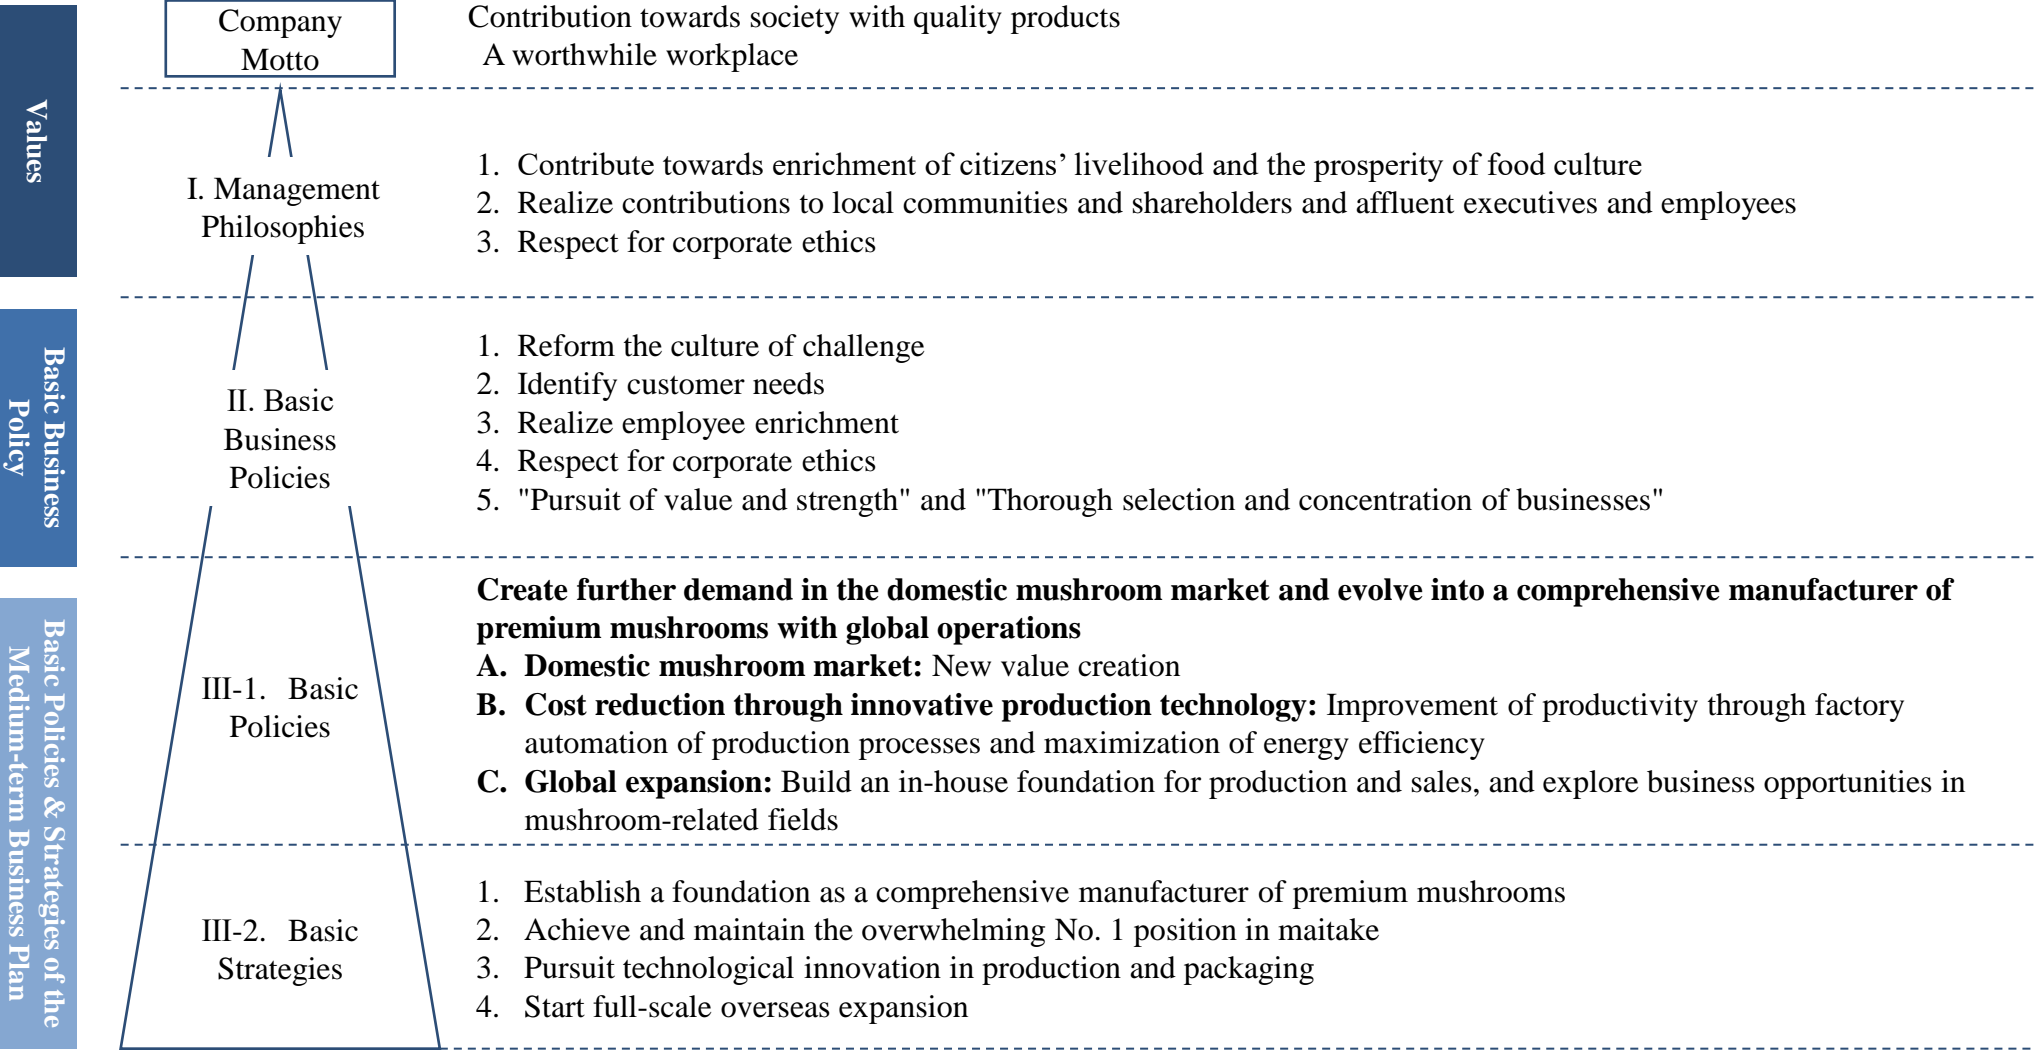 Values
Company
Motto
Contribution towards society with quality products
A worthwhile workplace
I. Management
Philosophies
1. Contribute towards enrichment of citizens’ livelihood and the prosperity of food culture
2. Realize contributions to local communities and shareholders and affluent executives and employees
3. Respect for corporate ethics
Basic Business
Policy
II. Basic
Business
Policies
1. Reform the culture of challenge
2. Identify customer needs
3. Realize employee enrichment
4. Respect for corporate ethics
5. "Pursuit of value and strength" and "Thorough selection and concentration of businesses"
Basic Policies & Strategies of the
Medium-term Business Plan
III-1. Basic
Policies
Create further demand in the domestic mushroom market and evolve into a comprehensive manufacturer of
premium mushrooms with global operations
A. Domestic mushroom market: New value creation
B. Cost reduction through innovative production technology: Improvement of productivity through factory
automation of production processes and maximization of energy efficiency
C. Global expansion: Build an in-house foundation for production and sales, and explore business opportunities in
mushroom-related fields
III-2. Basic
Strategies
1. Establish a foundation as a comprehensive manufacturer of premium mushrooms
2. Achieve and maintain the overwhelming No. 1 position in maitake
3. Pursuit technological innovation in production and packaging
4. Start full-scale overseas expansion